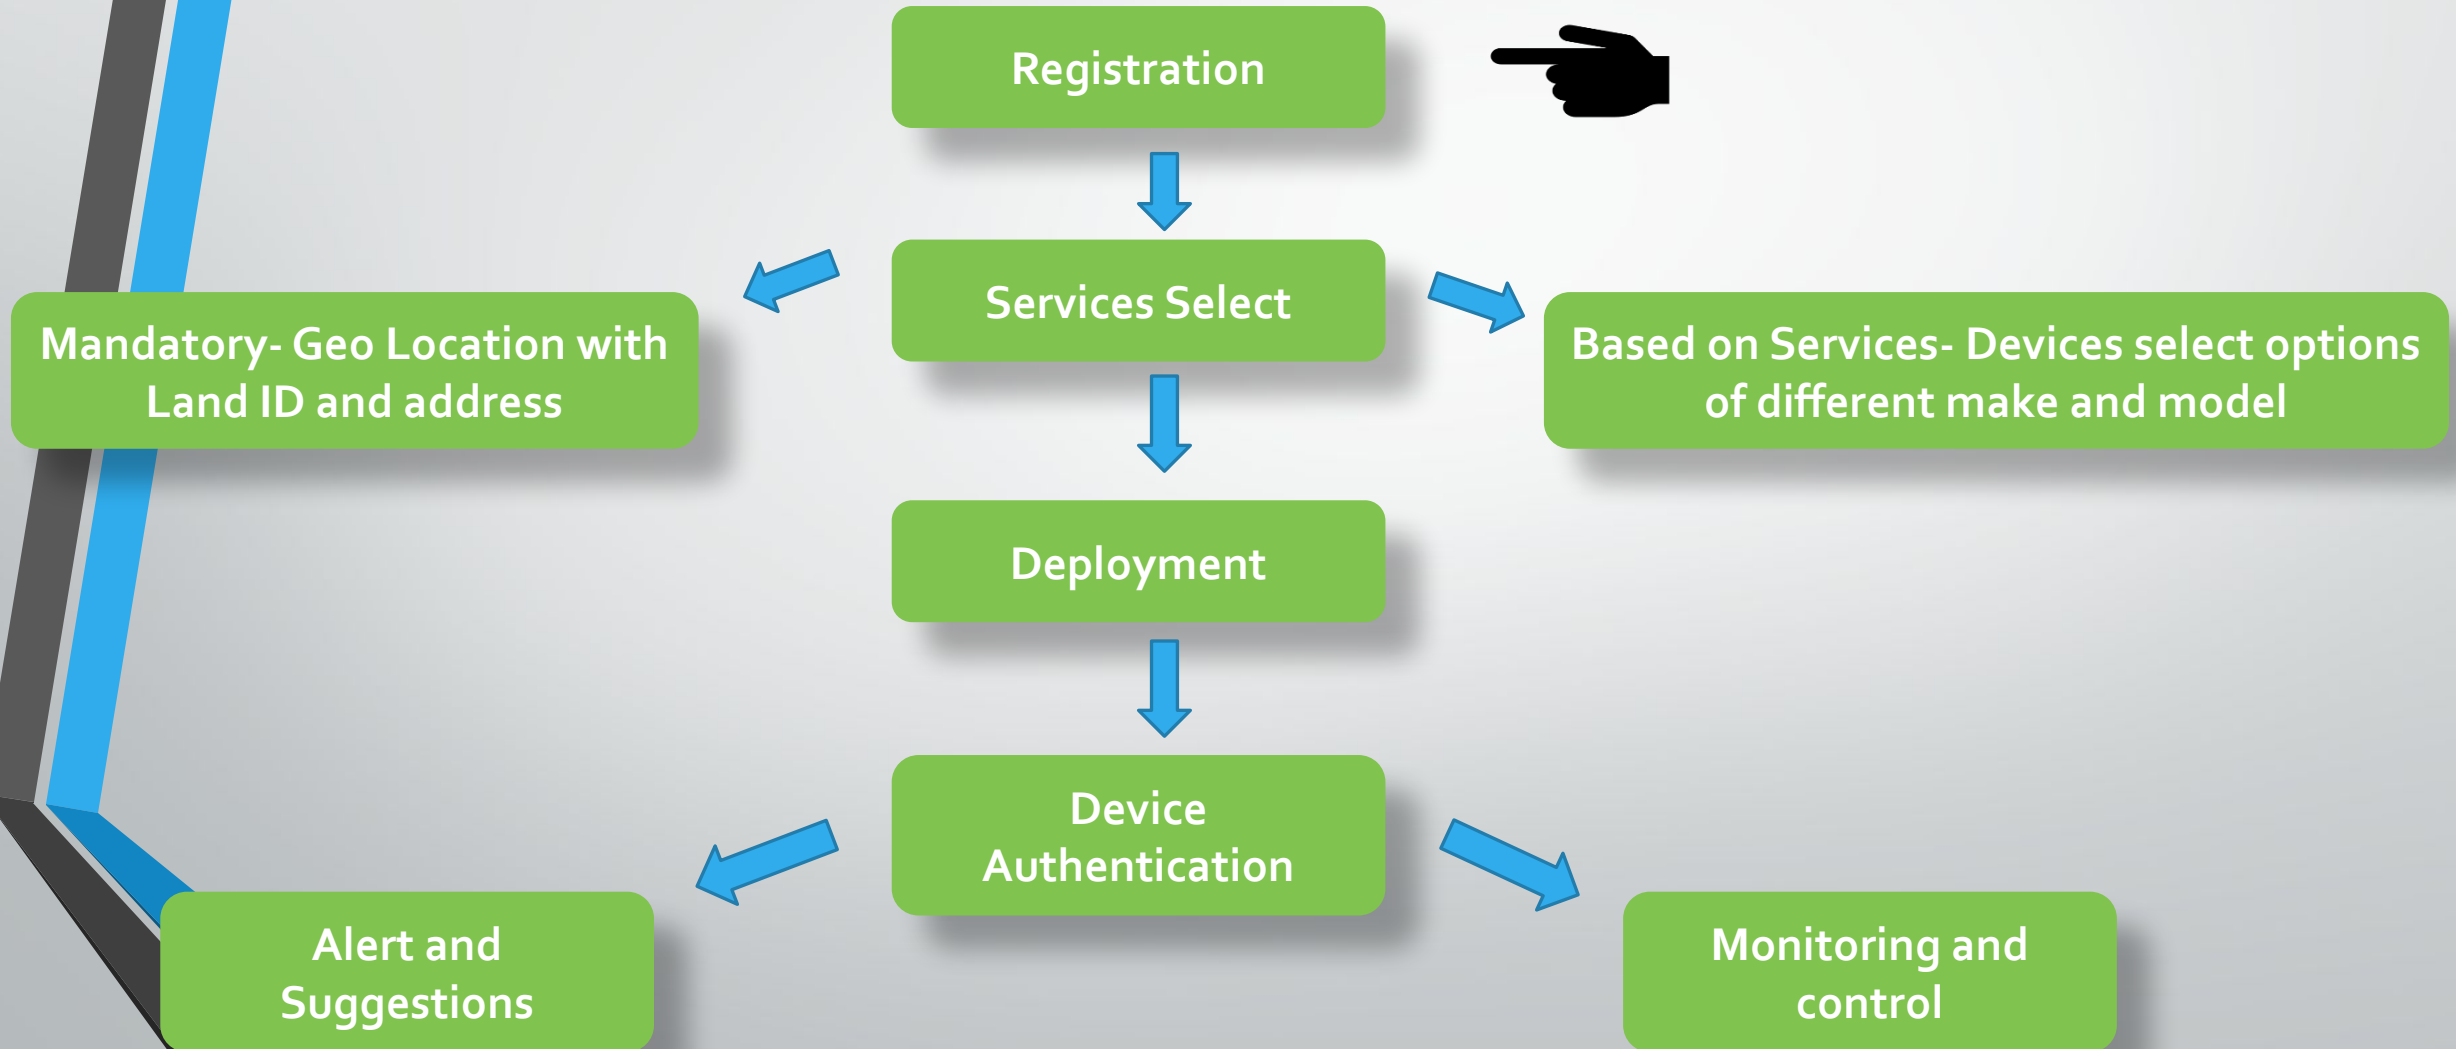 Registration
Services Select
Mandatory- Geo Location with
Land ID and address
Based on Services- Devices select options
of different make and model
Deployment
Device
Authentication
Alert and
Suggestions
Monitoring and
control